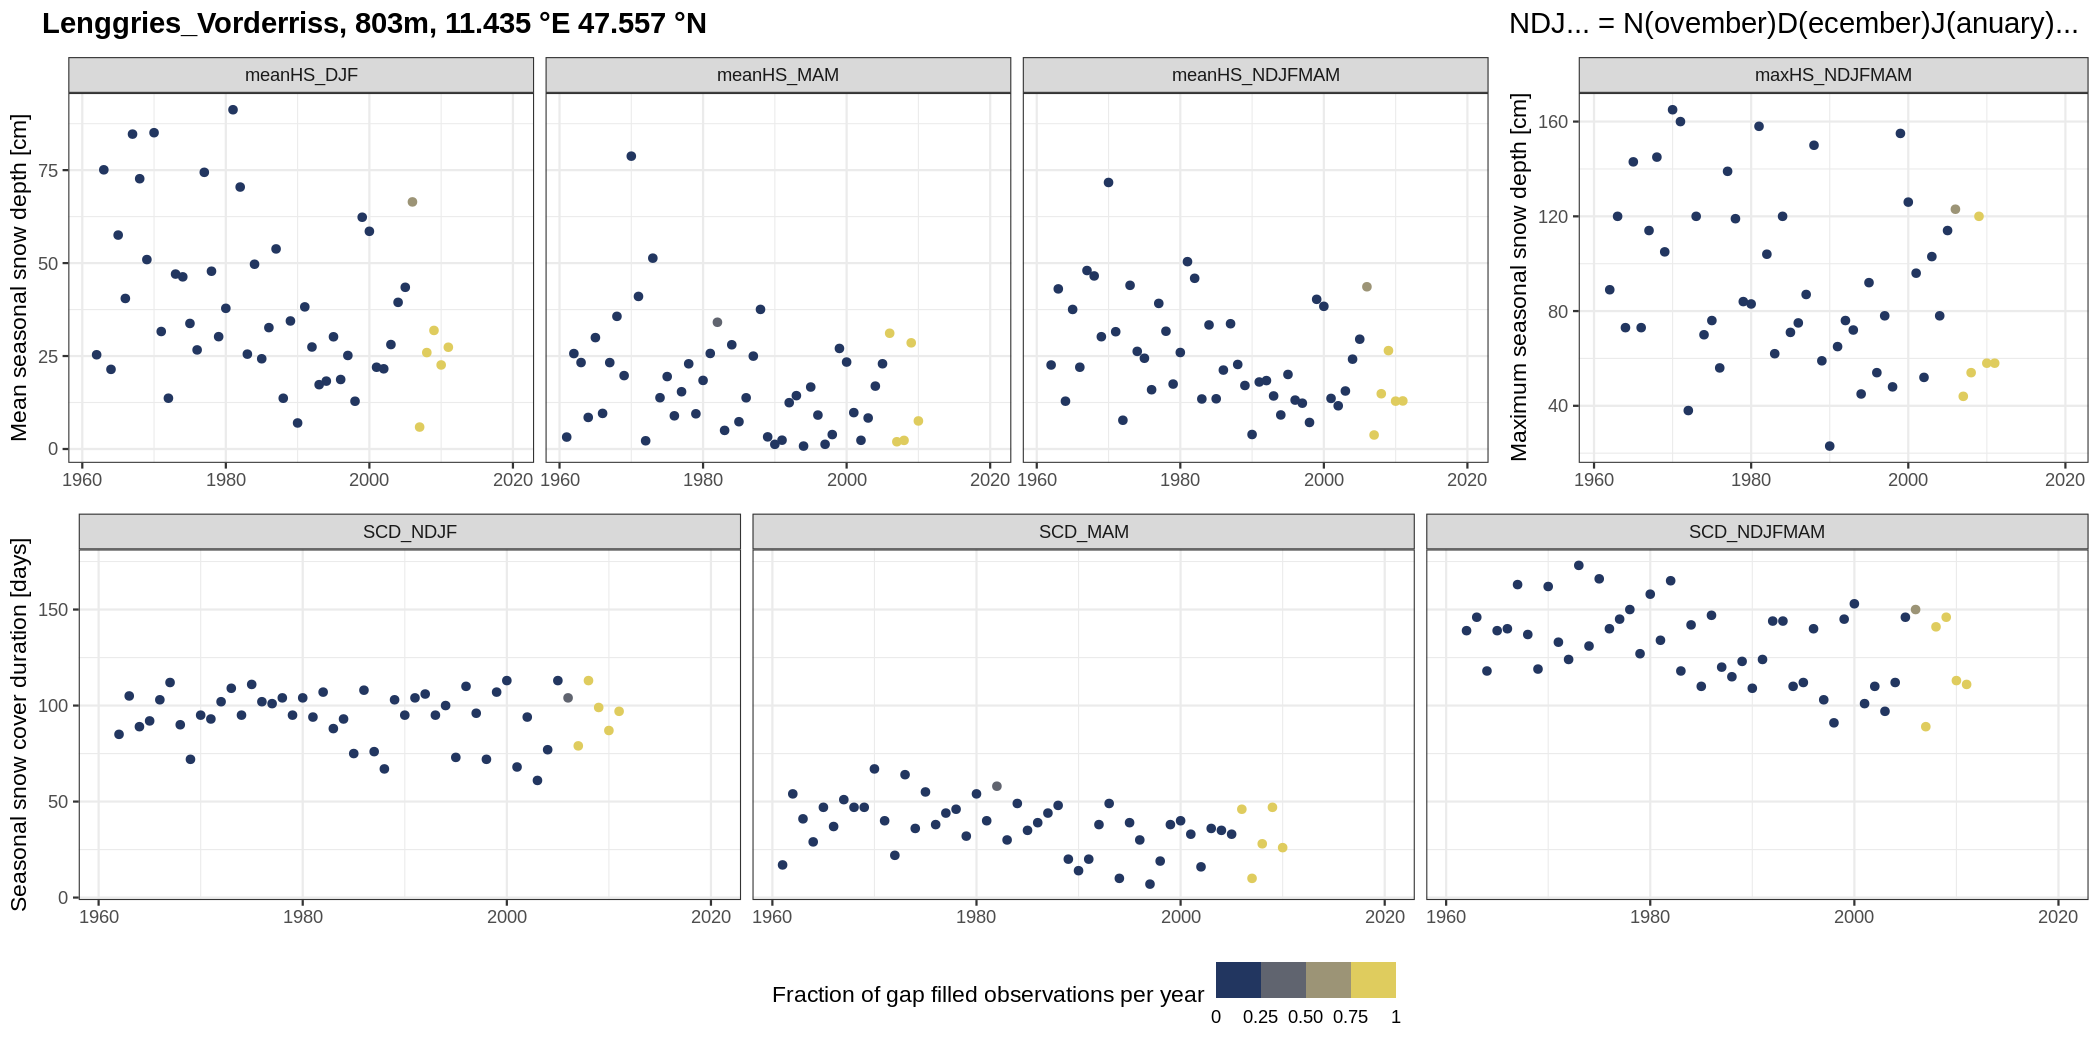 Lenggries_Vorderriss, 803m, 11.435 °E 47.557 °N
NDJ... = N(ovember)D(ecember)J(anuary)...
meanHS_DJF
meanHS_MAM
meanHS_NDJFMAM
maxHS_NDJFMAM
Mean seasonal snow depth [cm]
75
50
25
0
1960 1980 2000 2020
1960 1980 2000 2020
1960 1980 2000 2020
Maximum seasonal snow depth [cm]
160
120
80
40
1960 1980 2000 2020
SCD_NDJF
SCD_MAM
SCD_NDJFMAM
Seasonal snow cover duration [days]
150
100
50
0
1960 1980 2000 2020
1960 1980 2000 2020
1960 1980 2000 2020
Fraction of gap filled observations per year
0 0.25 0.50 0.75 1